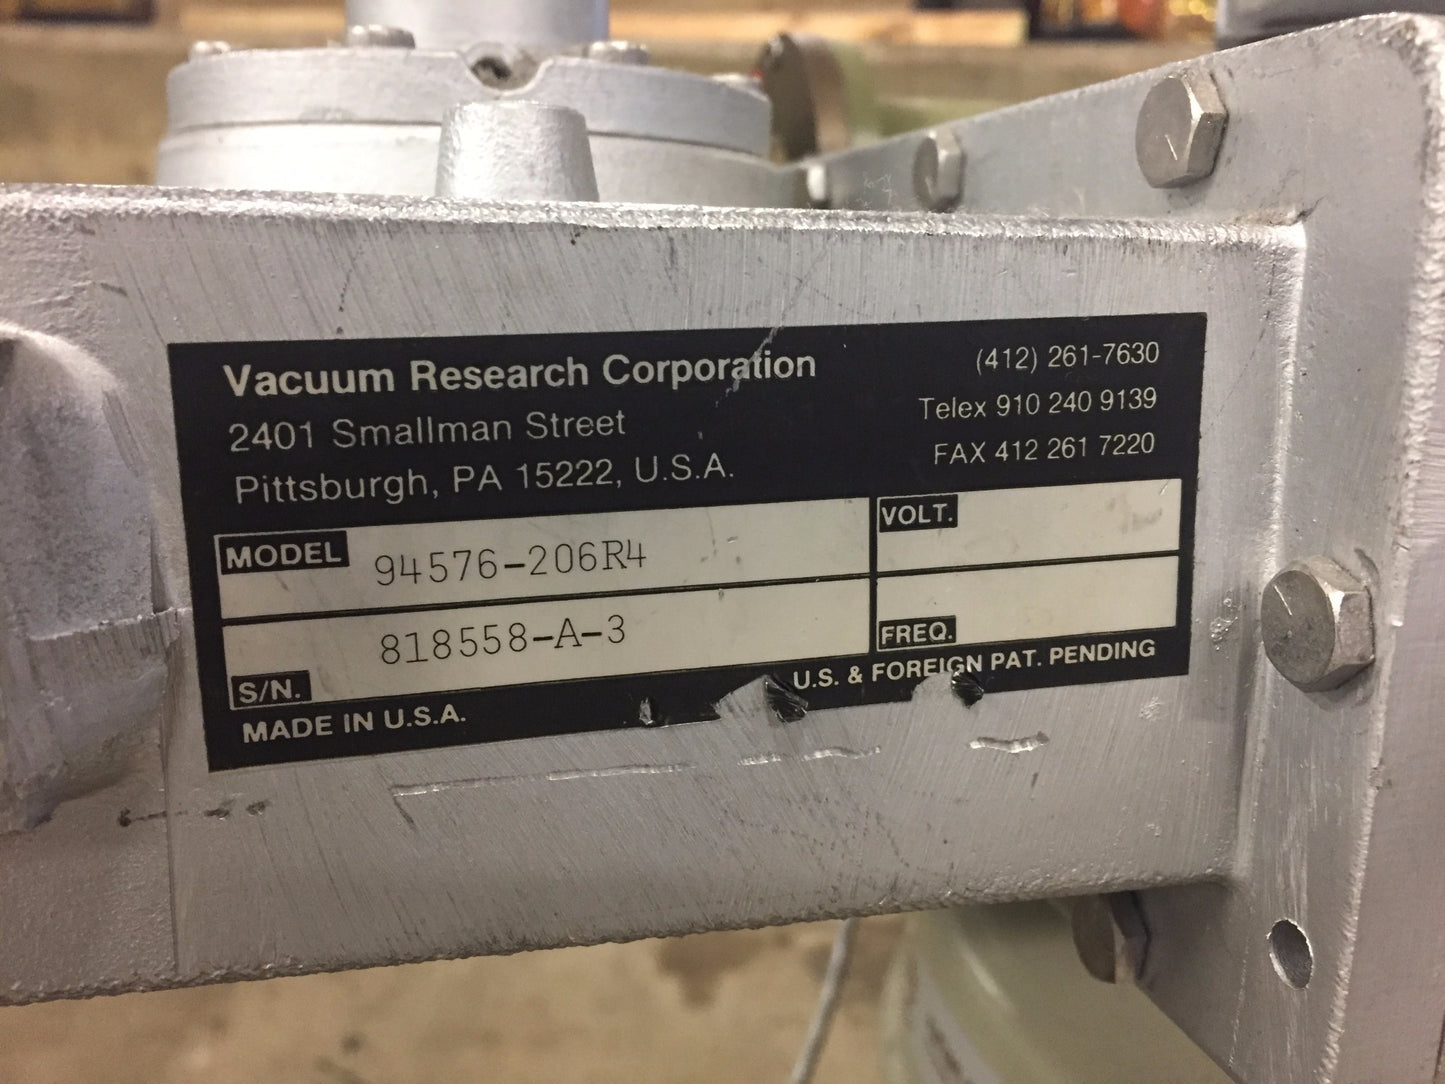 Vacuum Research Corporation
2401 Smallman Street
Pittsburgh, PA 15222, U.S.A.
(412) 261-7630
Telex 910 240 9139
FAX 412 261 7220
MODEL 94576-206R4
VOLT.
S/N. 818558-A-3
FREQ.
MADE IN U.S.A.
U.S. & FOREIGN PAT. PENDING